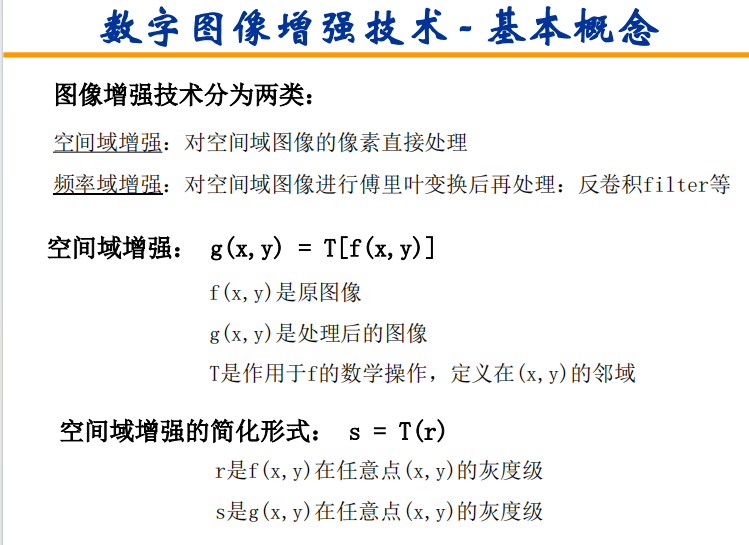 数字图像增强技术-基本概念
图像增强技术分为两类：
空间域增强：对空间域图像的像素直接处理
频率域增强：对空间域图像进行傅里叶变换后再处理：反卷积filter等
空间域增强： g(x,y) = T[f(x,y)]
f(x,y)是原图像
g(x,y)是处理后的图像
T是作用于f的数学操作，定义在(x,y)的邻域
空间域增强的简化形式： s = T(r)
r是f(x,y)在任意点(x,y)的灰度级
s是g(x,y)在任意点(x,y)的灰度级